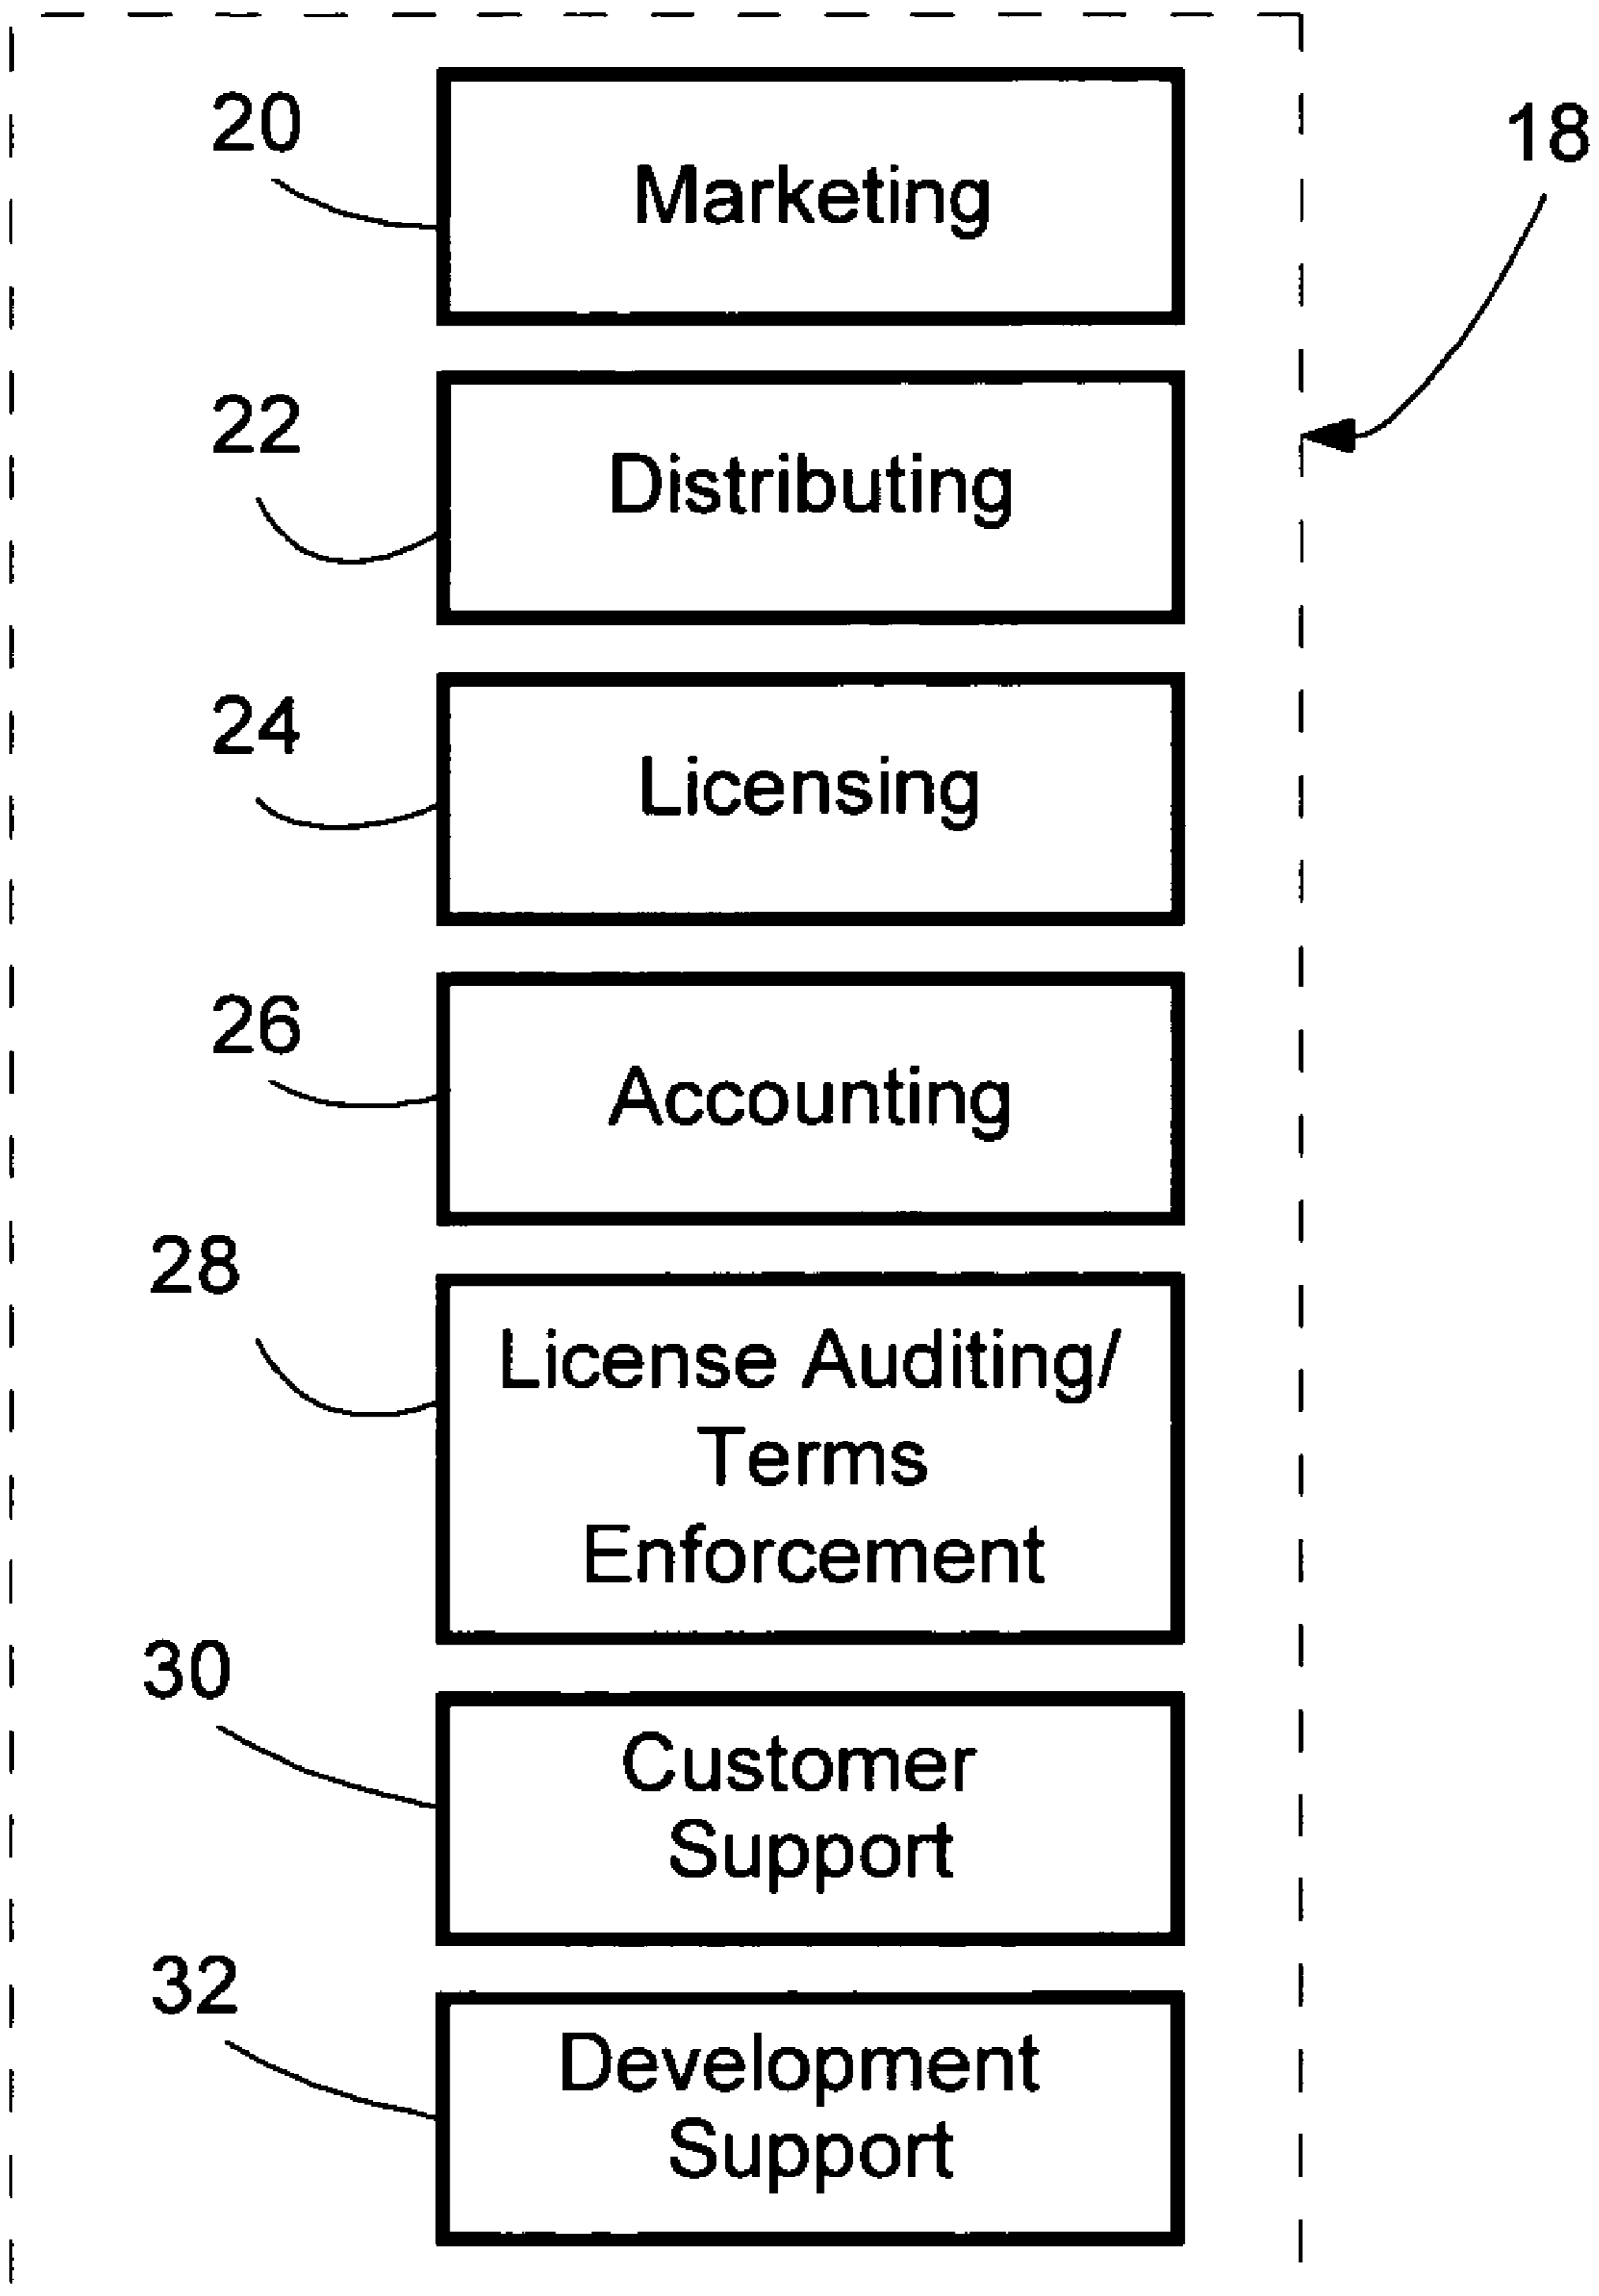 20
Marketing
18
22
Distributing
24
Licensing
26
Accounting
28
License Auditing/
Terms
Enforcement
30
Customer
Support
32
Development
Support